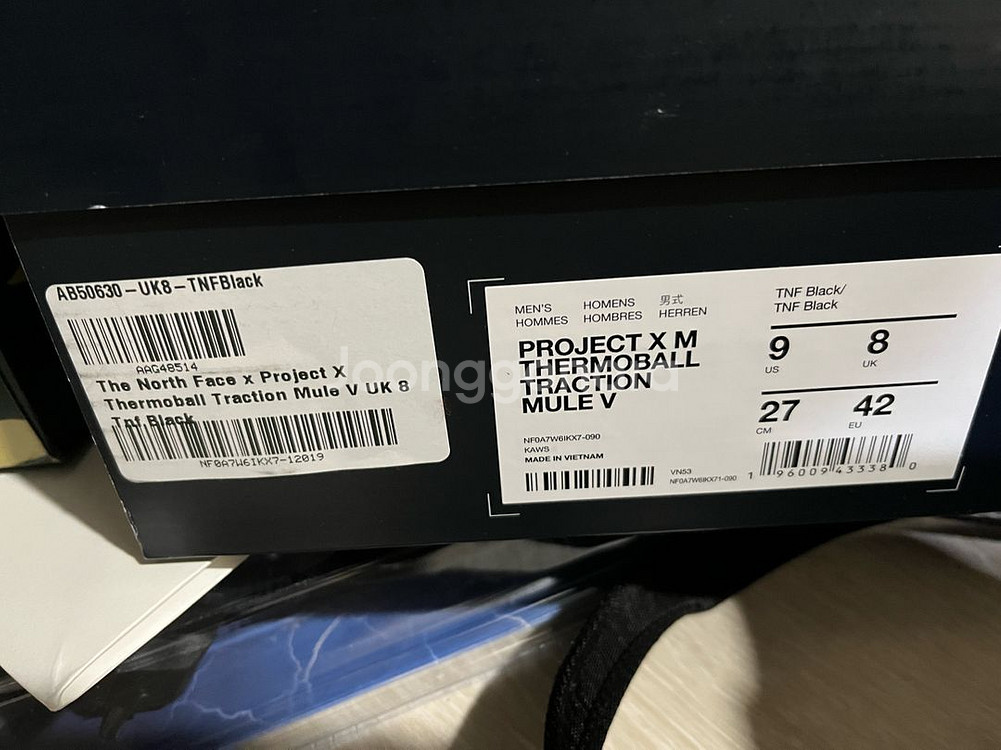 AB50630-UK8-TNFBlack
AAG48514
The North Face x Project X
Thermoball Traction Mule V UK 8
Tnf Black
NF0A7W6IKX7-12019
MEN'S HOMENS 男式
HOMMES HOMBRES HERREN
PROJECT X M
THERMOBALL
TRACTION
MULE V
NF0A7W6IKX7-090
KAWS
MADE IN VIETNAM
VN53
NF0A7W6IKX71-090
TNF Black/
TNF Black
9 US 8 UK
27 CM 42 EU
1 96009 43338 0